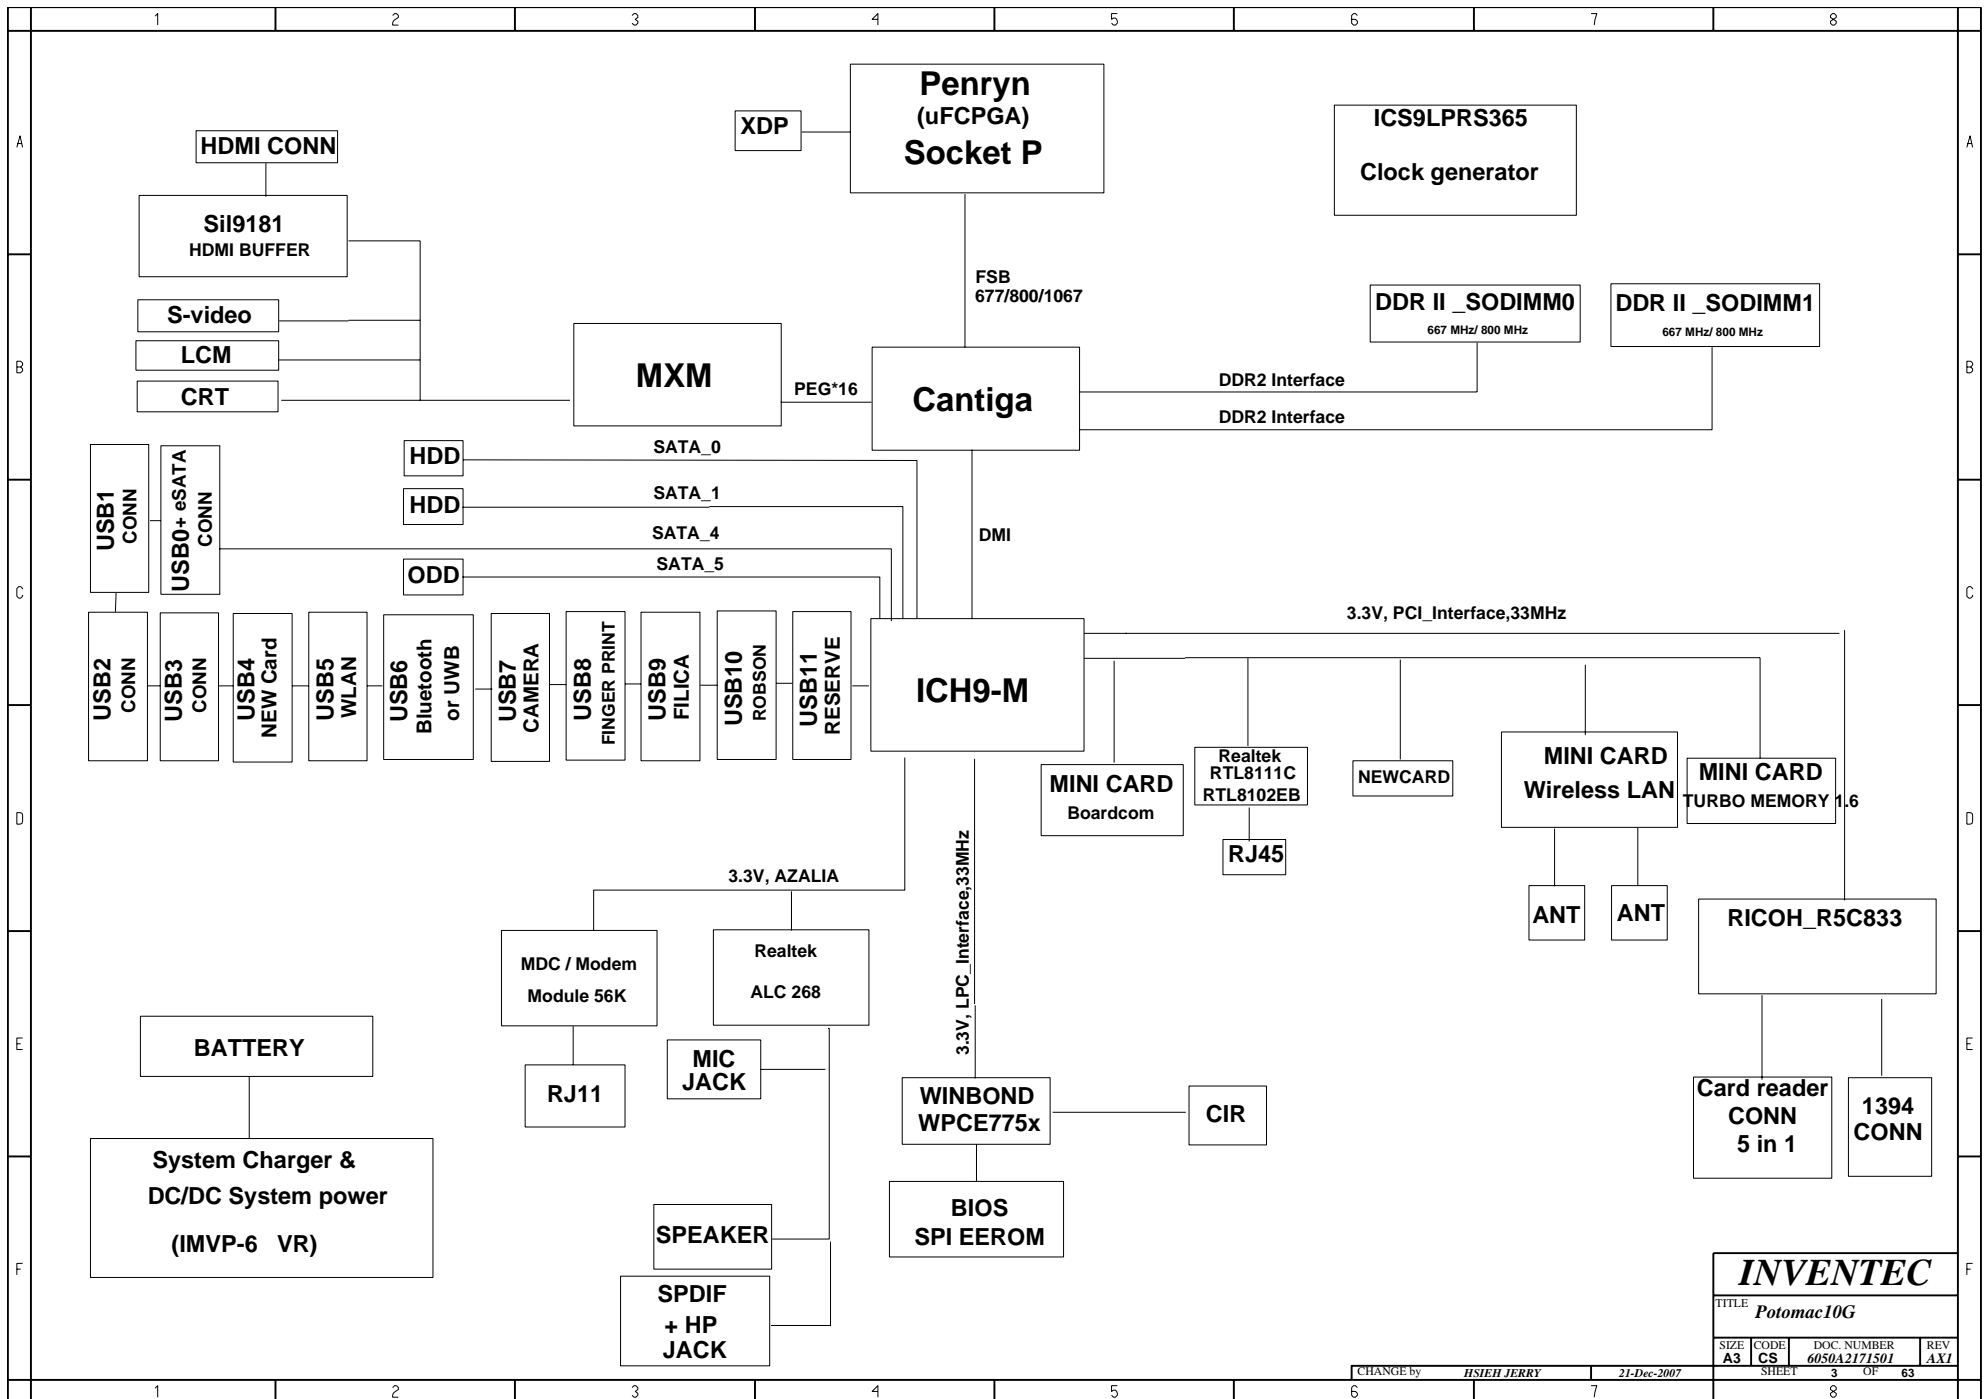 1 2 3 4 5 6 7 8
A
B
C
D
E
F
A
B
C
D
E
F
Penryn
(uFCPGA)
Socket P
XDP
ICS9LPRS365
Clock generator
HDMI CONN
SiI9181
HDMI BUFFER
S-video
LCM
CRT
MXM
PEG*16
FSB
677/800/1067
Cantiga
DDR II _SODIMM0
667 MHz/ 800 MHz
DDR II _SODIMM1
667 MHz/ 800 MHz
DDR2 Interface
DDR2 Interface
HDD
SATA_0
HDD
SATA_1
SATA_4
ODD
SATA_5
DMI
USB1
CONN
USB0+ eSATA
CONN
USB2
CONN
USB3
CONN
USB4
NEW Card
USB5
WLAN
USB6
Bluetooth
or UWB
USB7
CAMERA
USB8
FINGER PRINT
USB9
FILICA
USB10
ROBSON
USB11
RESERVE
ICH9-M
3.3V, PCI_Interface,33MHz
MINI CARD
Boardcom
Realtek
RTL8111C
RTL8102EB
RJ45
NEWCARD
MINI CARD
Wireless LAN
ANT
ANT
MINI CARD
TURBO MEMORY 1.6
RICOH_R5C833
Card reader
CONN
5 in 1
1394
CONN
3.3V, AZALIA
3.3V, LPC_Interface,33MHz
MDC / Modem
Module 56K
RJ11
Realtek
ALC 268
MIC
JACK
SPEAKER
SPDIF
+ HP
JACK
WINBOND
WPCE775x
CIR
BIOS
SPI EEROM
BATTERY
System Charger &
DC/DC System power
(IMVP-6 VR)
INVENTEC
TITLE Potomac10G
SIZE CODE DOC. NUMBER REV
A3 CS 6050A2171501 AX1
CHANGE by HSIEH JERRY 21-Dec-2007 SHEET 3 OF 63
1 2 3 4 5 6 7 8